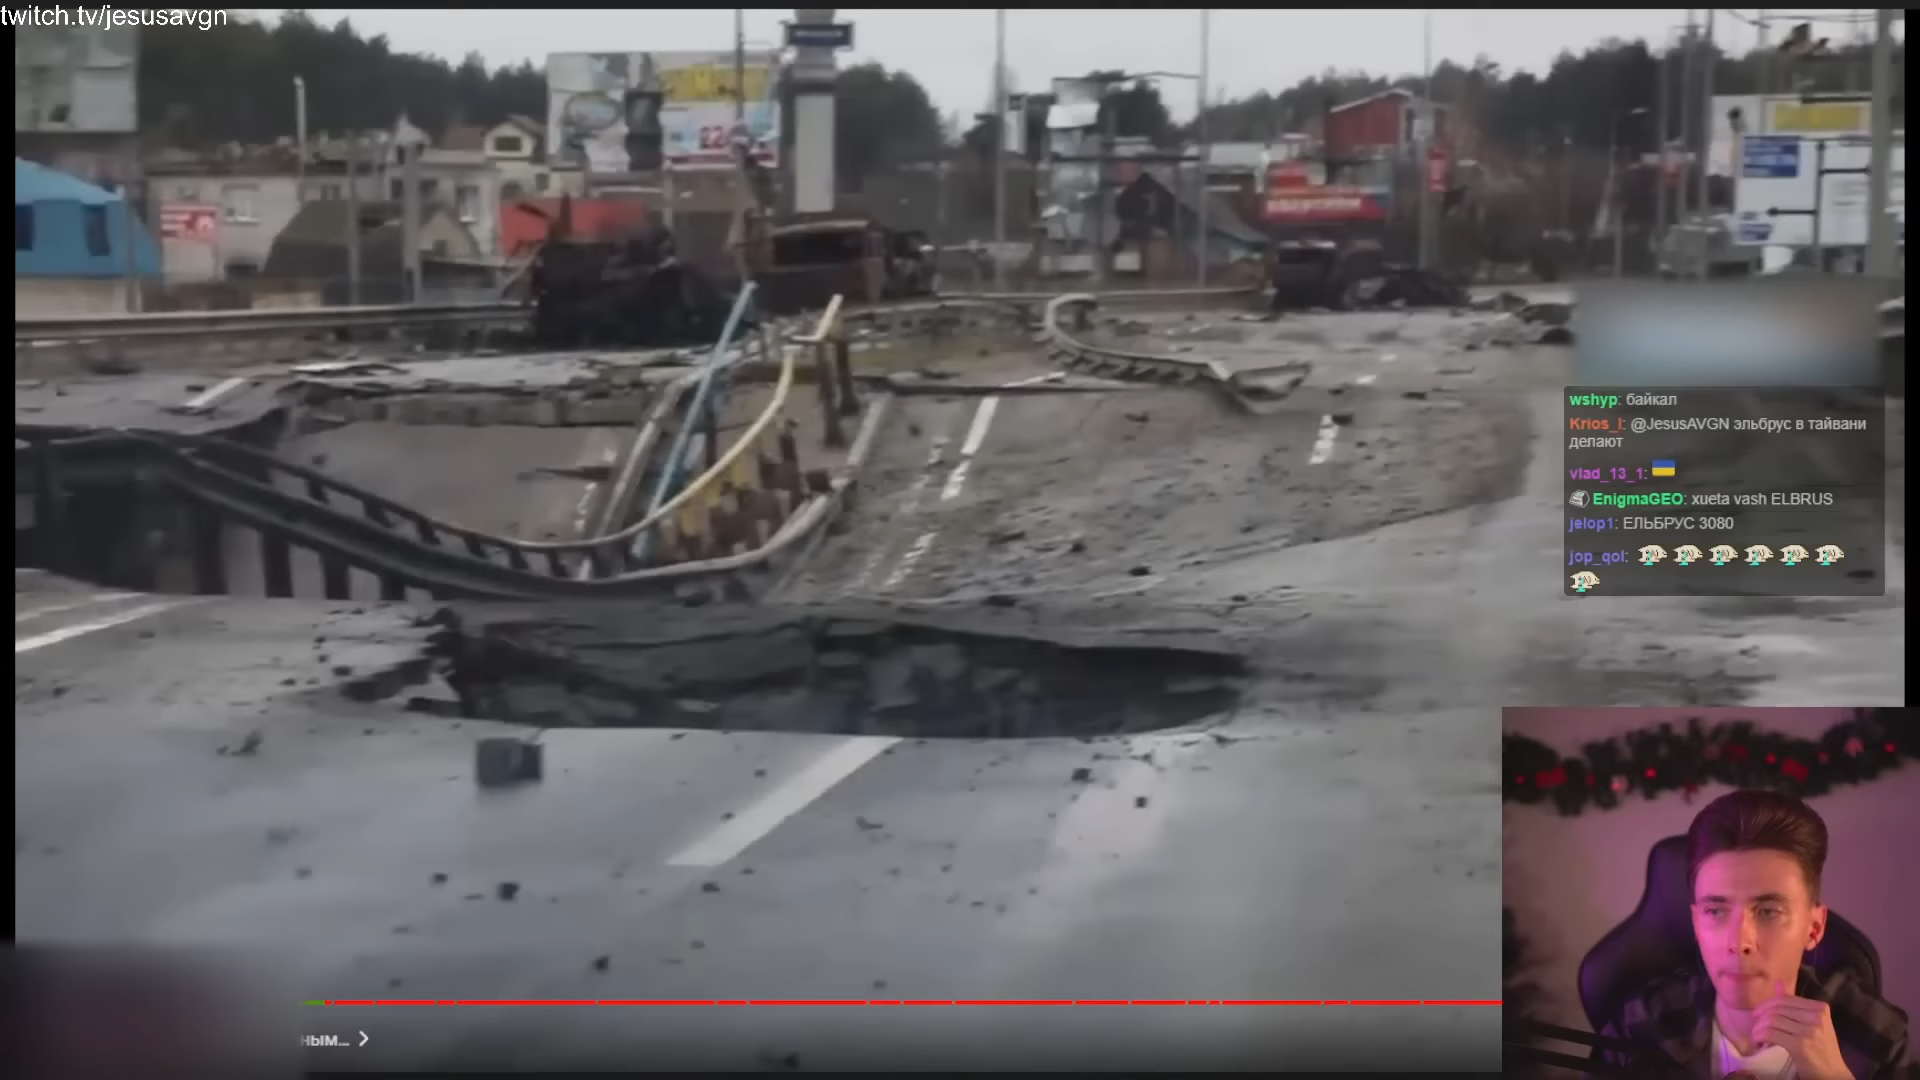 twitch.tv/jesusavgn
wshyp: байкал
Krios_I: @JesusAVGN эльбрус в тайвани
делают
vlad_13_1:
EnigmaGEO: xueta vash ELBRUS
jelop1: ЕЛЬБРУС 3080
jop_qol:
ным...